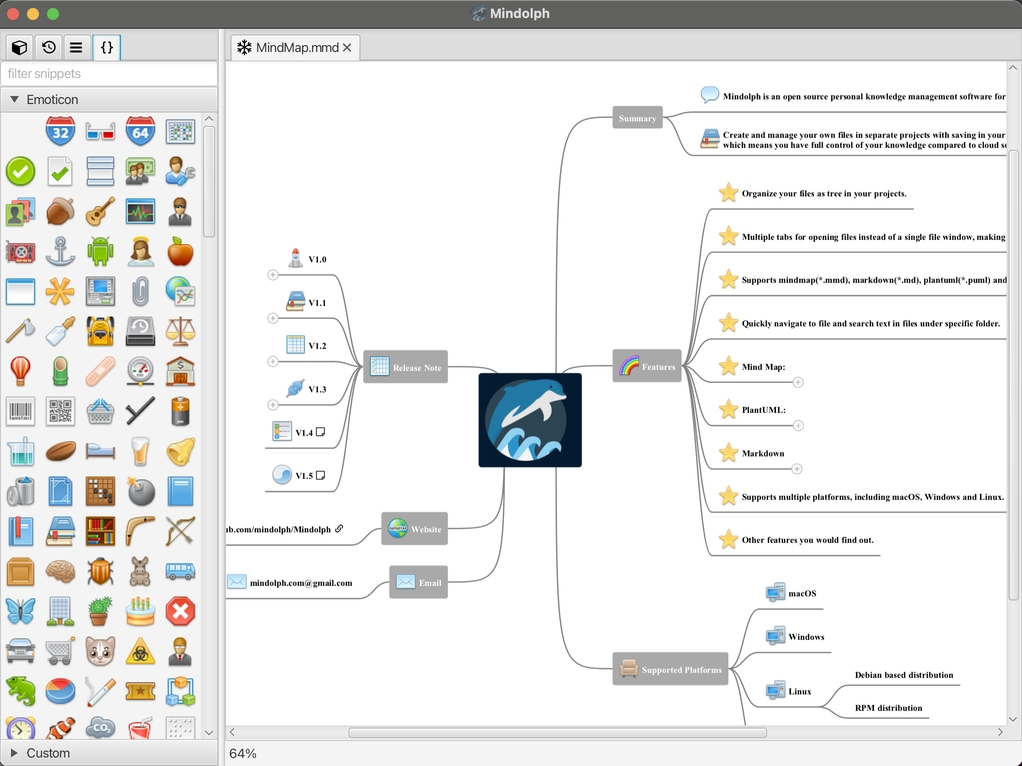 Mindolph
MindMap.mmd
filter snippets
Emoticon
32
64
CO₂
Custom
Summary
Mindolph is an open source personal knowledge management software for
Create and manage your own files in separate projects with saving in your
which means you have full control of your knowledge compared to cloud
Organize your files as tree in your projects.
Multiple tabs for opening files instead of a single file window, making
Supports mindmap(*.mmd), markdown(*.md), plantuml(*.puml) and
Quickly navigate to file and search text in files under specific folder.
Features
Mind Map:
PlantUML:
Markdown
Supports multiple platforms, including macOS, Windows and Linux.
Other features you would find out.
V1.0
V1.1
V1.2
Release Note
V1.3
V1.4
V1.5
ub.com/mindolph/Mindolph
Website
mindolph.com@gmail.com
Email
macOS
Windows
Supported Platforms
Linux
Debian based distribution
RPM distribution
64%